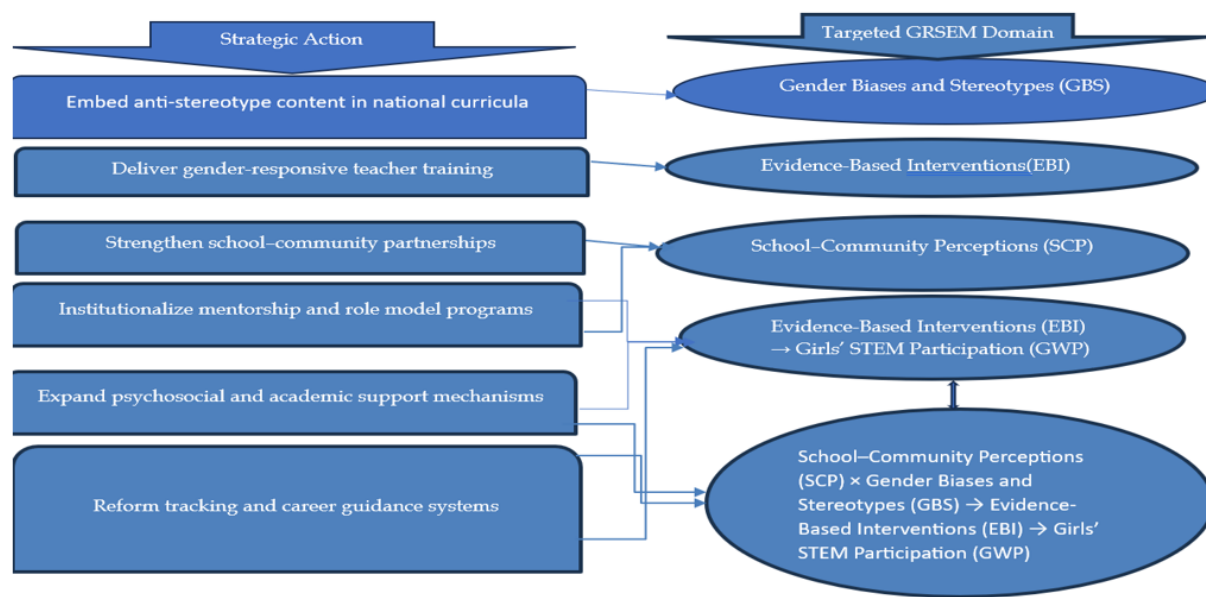 Strategic Action
Targeted GRSEM Domain
Embed anti-stereotype content in national curricula
Gender Biases and Stereotypes (GBS)
Deliver gender-responsive teacher training
Evidence-Based Interventions(EBI)
Strengthen school–community partnerships
School–Community Perceptions (SCP)
Institutionalize mentorship and role model programs
Evidence-Based Interventions (EBI)
→ Girls’ STEM Participation (GWP)
Expand psychosocial and academic support mechanisms
Reform tracking and career guidance systems
School–Community Perceptions
(SCP) × Gender Biases and
Stereotypes (GBS) → Evidence-
Based Interventions (EBI) → Girls’
STEM Participation (GWP)